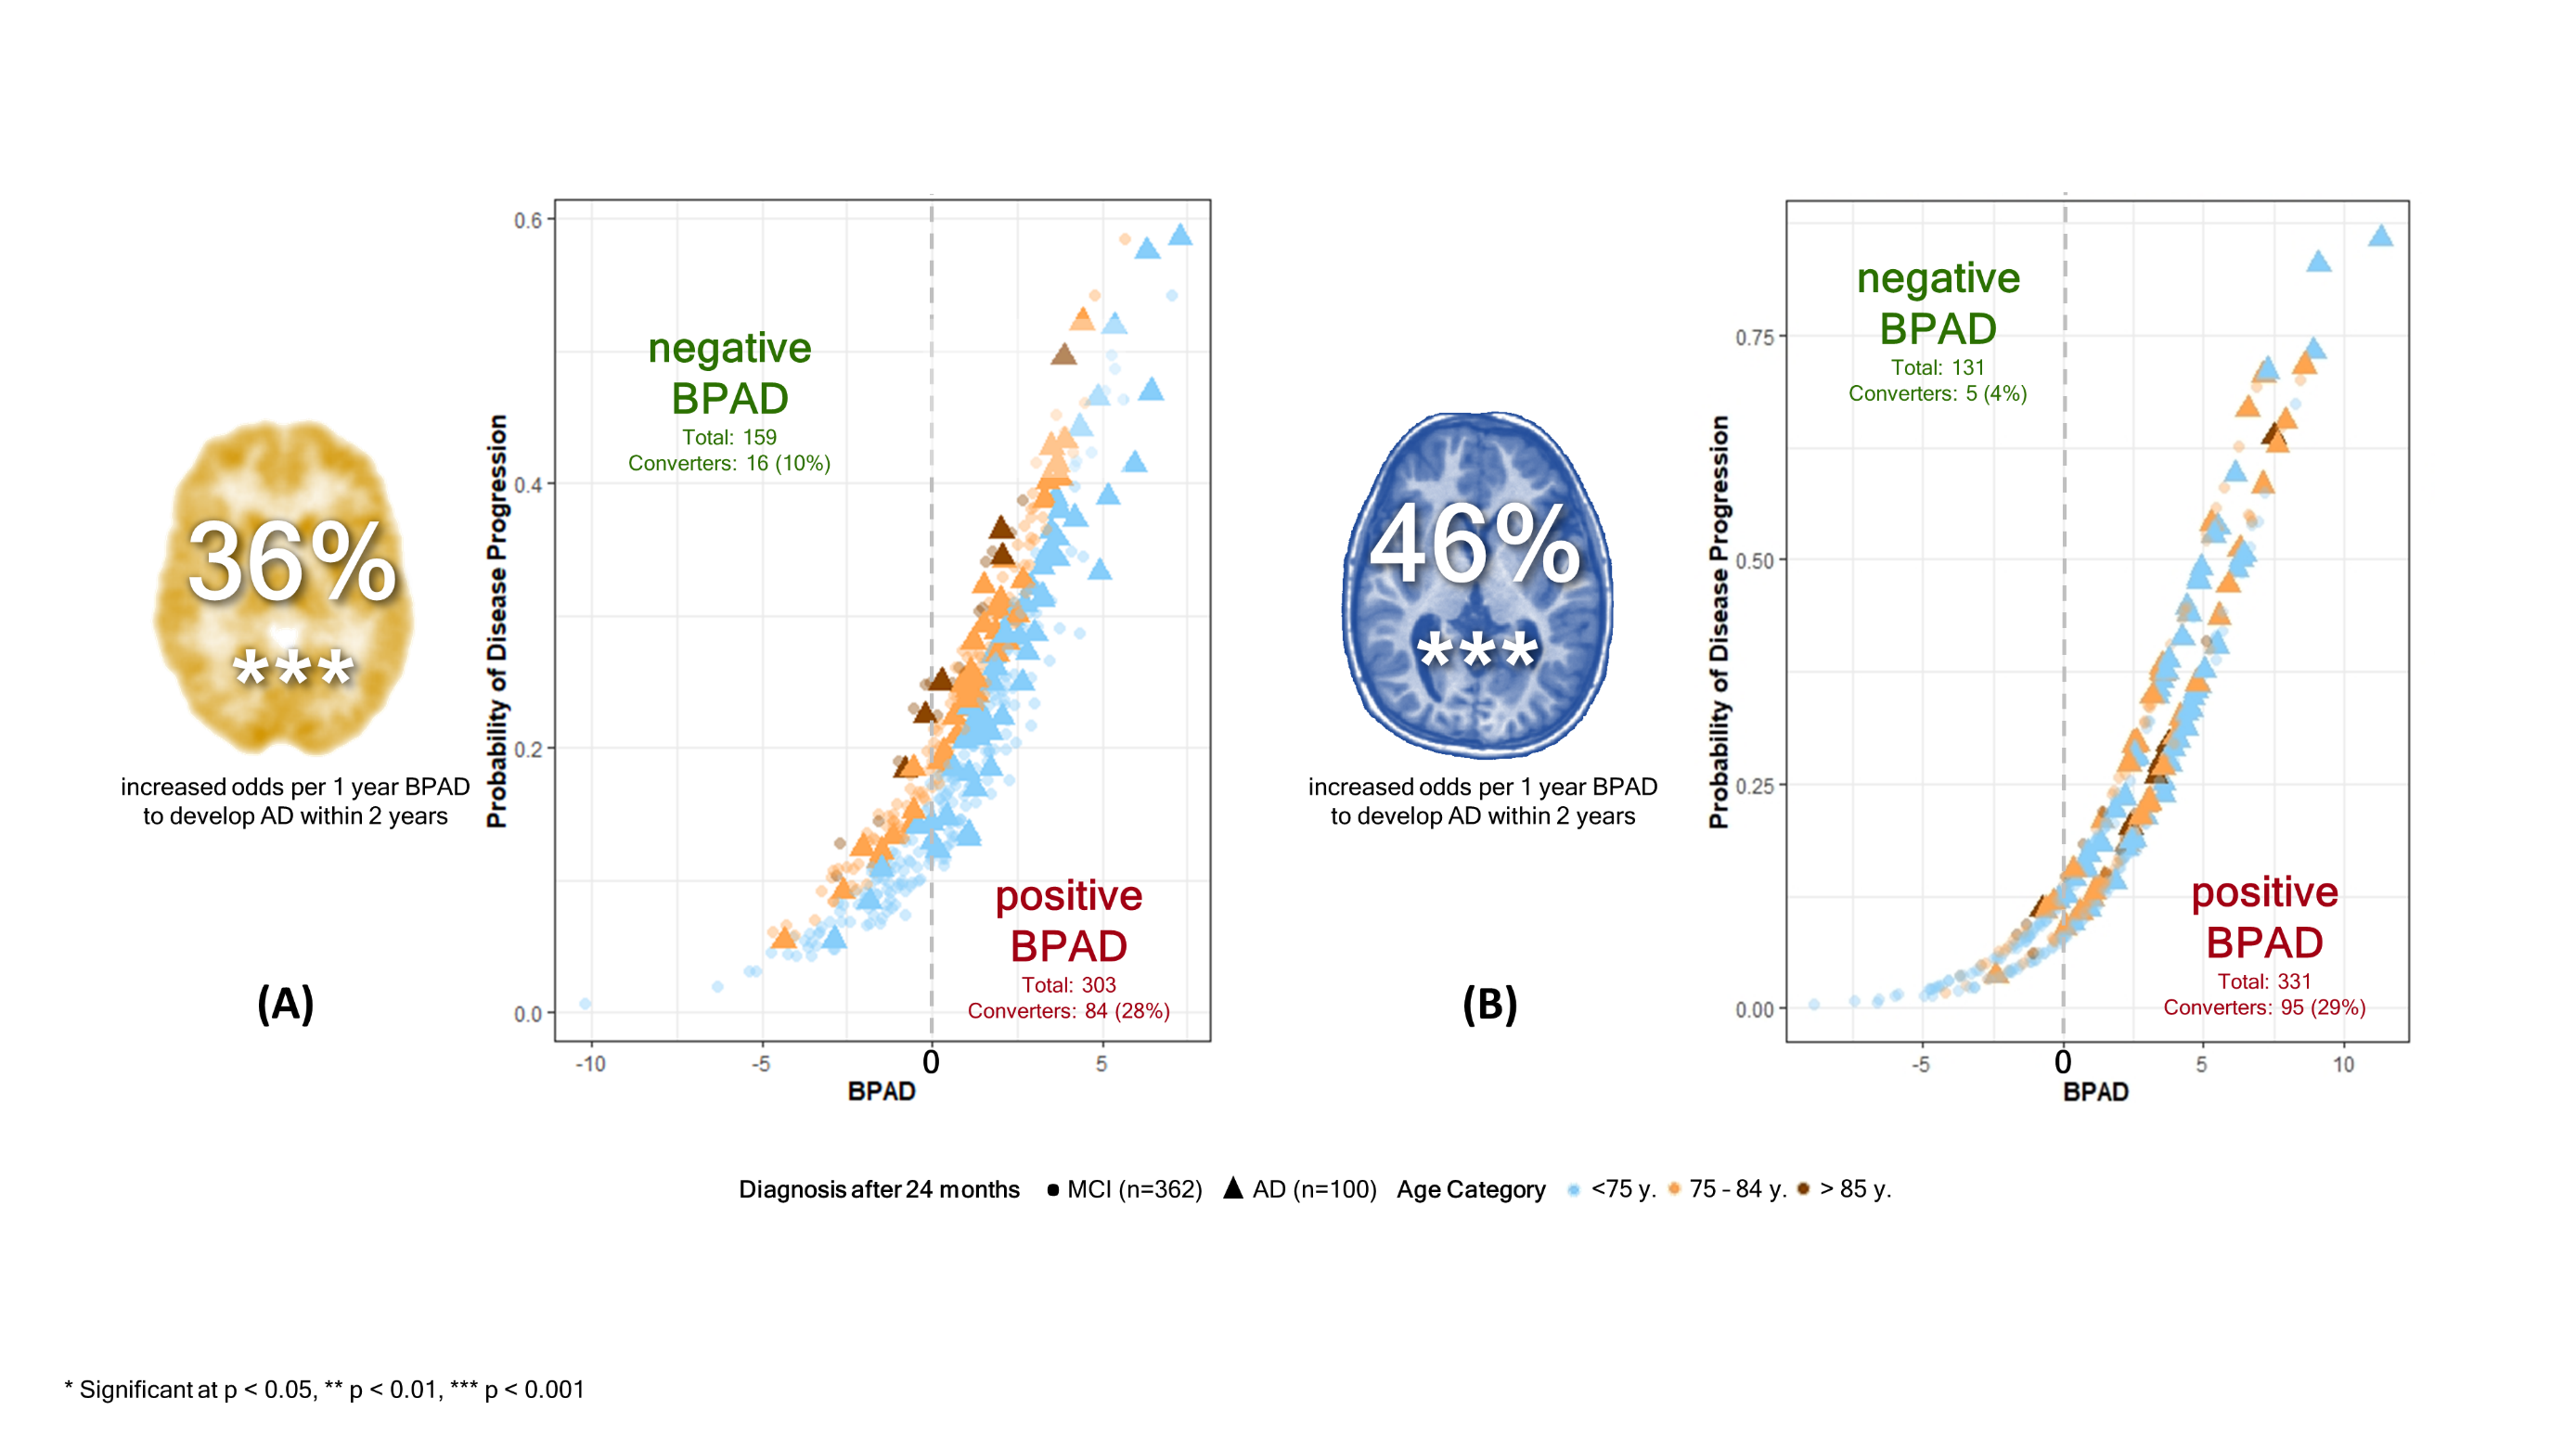 36%
***
increased odds per 1 year BPAD
to develop AD within 2 years
(A)
Probability of Disease Progression
0.6
0.4
0.2
0.0
negative
BPAD
Total: 159
Converters: 16 (10%)
positive
BPAD
Total: 303
Converters: 84 (28%)
-10
-5
0
5
BPAD
46%
***
increased odds per 1 year BPAD
to develop AD within 2 years
(B)
Probability of Disease Progression
0.75
0.50
0.25
0.00
negative
BPAD
Total: 131
Converters: 5 (4%)
positive
BPAD
Total: 331
Converters: 95 (29%)
-5
0
5
10
BPAD
Diagnosis after 24 months MCI (n=362) AD (n=100) Age Category <75 y. 75 - 84 y. > 85 y.
* Significant at p < 0.05, ** p < 0.01, *** p < 0.001